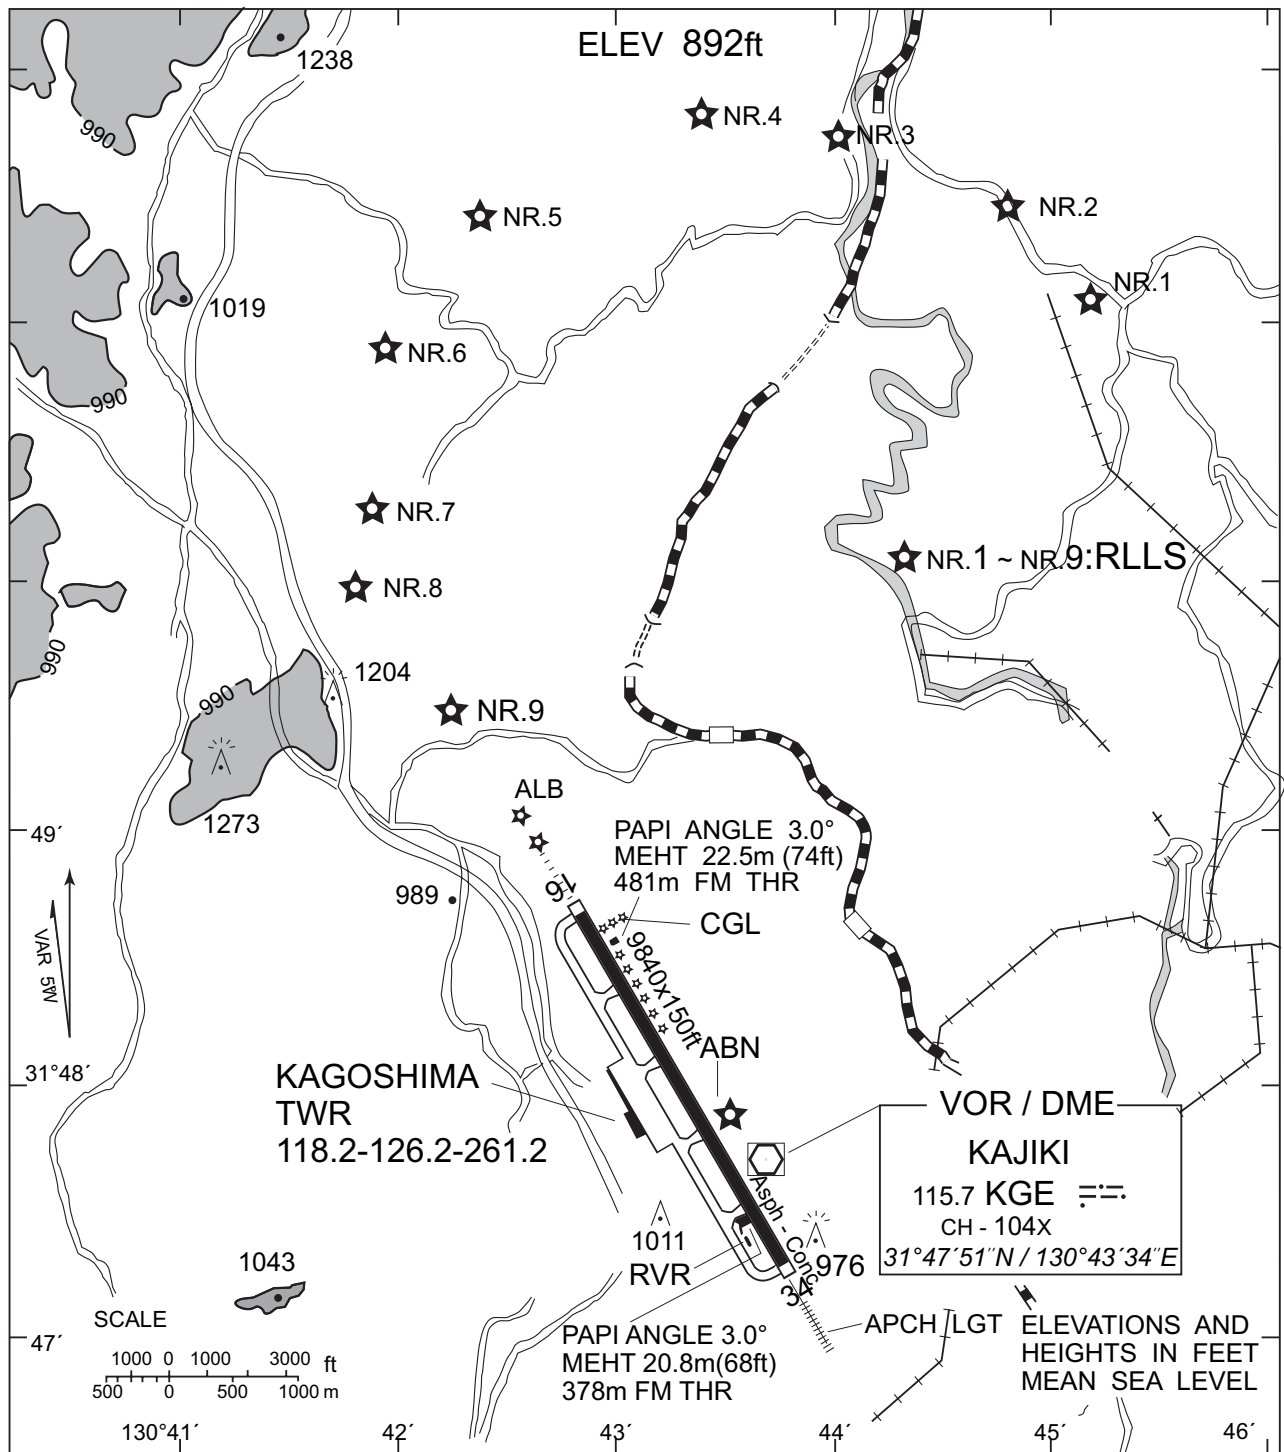 ELEV 892ft
1238
990
NR.4
NR.3
NR.5
NR.2
NR.1
1019
NR.6
990
NR.7
NR.1 ~ NR.9:RLLS
NR.8
990
1204
990
NR.9
1273
ALB
PAPI ANGLE 3.0°
MEHT 22.5m (74ft)
481m FM THR
49´
989
16
CGL
9840x150ft
VAR 5°W
ABN
31°48´
KAGOSHIMA
TWR
118.2-126.2-261.2
VOR / DME
KAJIKI
115.7 KGE
CH - 104X
31°47´51˝N / 130°43´34˝E
Asph - Conc
1011
RVR
976
1043
34
SCALE
1000 0 1000 3000 ft
500 0 500 1000 m
47´
PAPI ANGLE 3.0°
MEHT 20.8m(68ft)
378m FM THR
APCH LGT
ELEVATIONS AND
HEIGHTS IN FEET
MEAN SEA LEVEL
130°41´ 42´ 43´ 44´ 45´ 46´